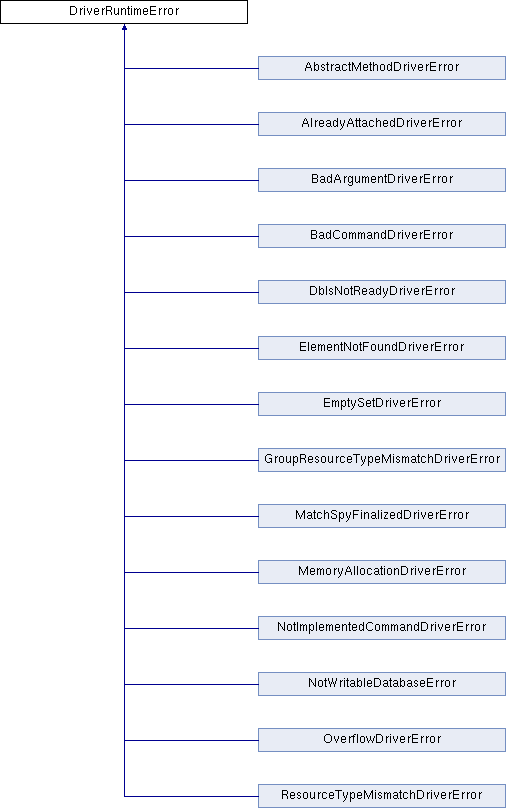 DriverRuntimeError
AbstractMethodDriverError
AlreadyAttachedDriverError
BadArgumentDriverError
BadCommandDriverError
DbIsNotReadyDriverError
ElementNotFoundDriverError
EmptySetDriverError
GroupResourceTypeMismatchDriverError
MatchSpyFinalizedDriverError
MemoryAllocationDriverError
NotImplementedCommandDriverError
NotWritableDatabaseError
OverflowDriverError
ResourceTypeMismatchDriverError